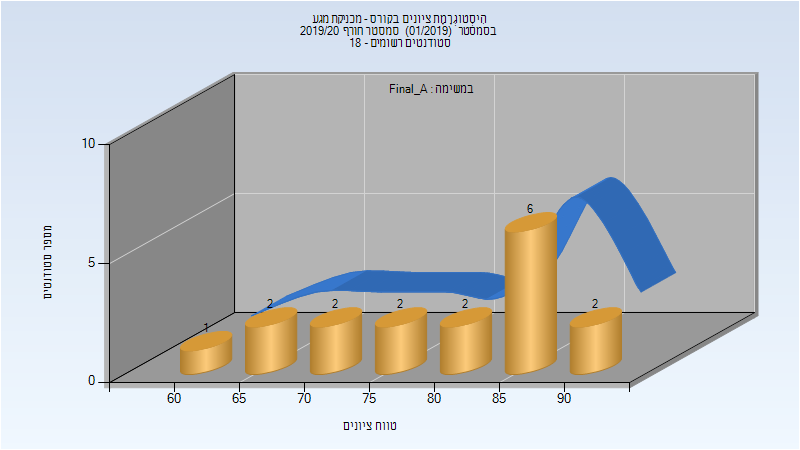 היסטוגרמת ציונים בקורס - מכניקת מגע
בסמסטר (01/2019) סמסטר חורף 2019/20
סטודנטים רשומים - 18
במשימה : Final_A
מספר סטודנטים
10
5
0
1
2
2
2
2
6
2
60
65
70
75
80
85
90
טווח ציונים